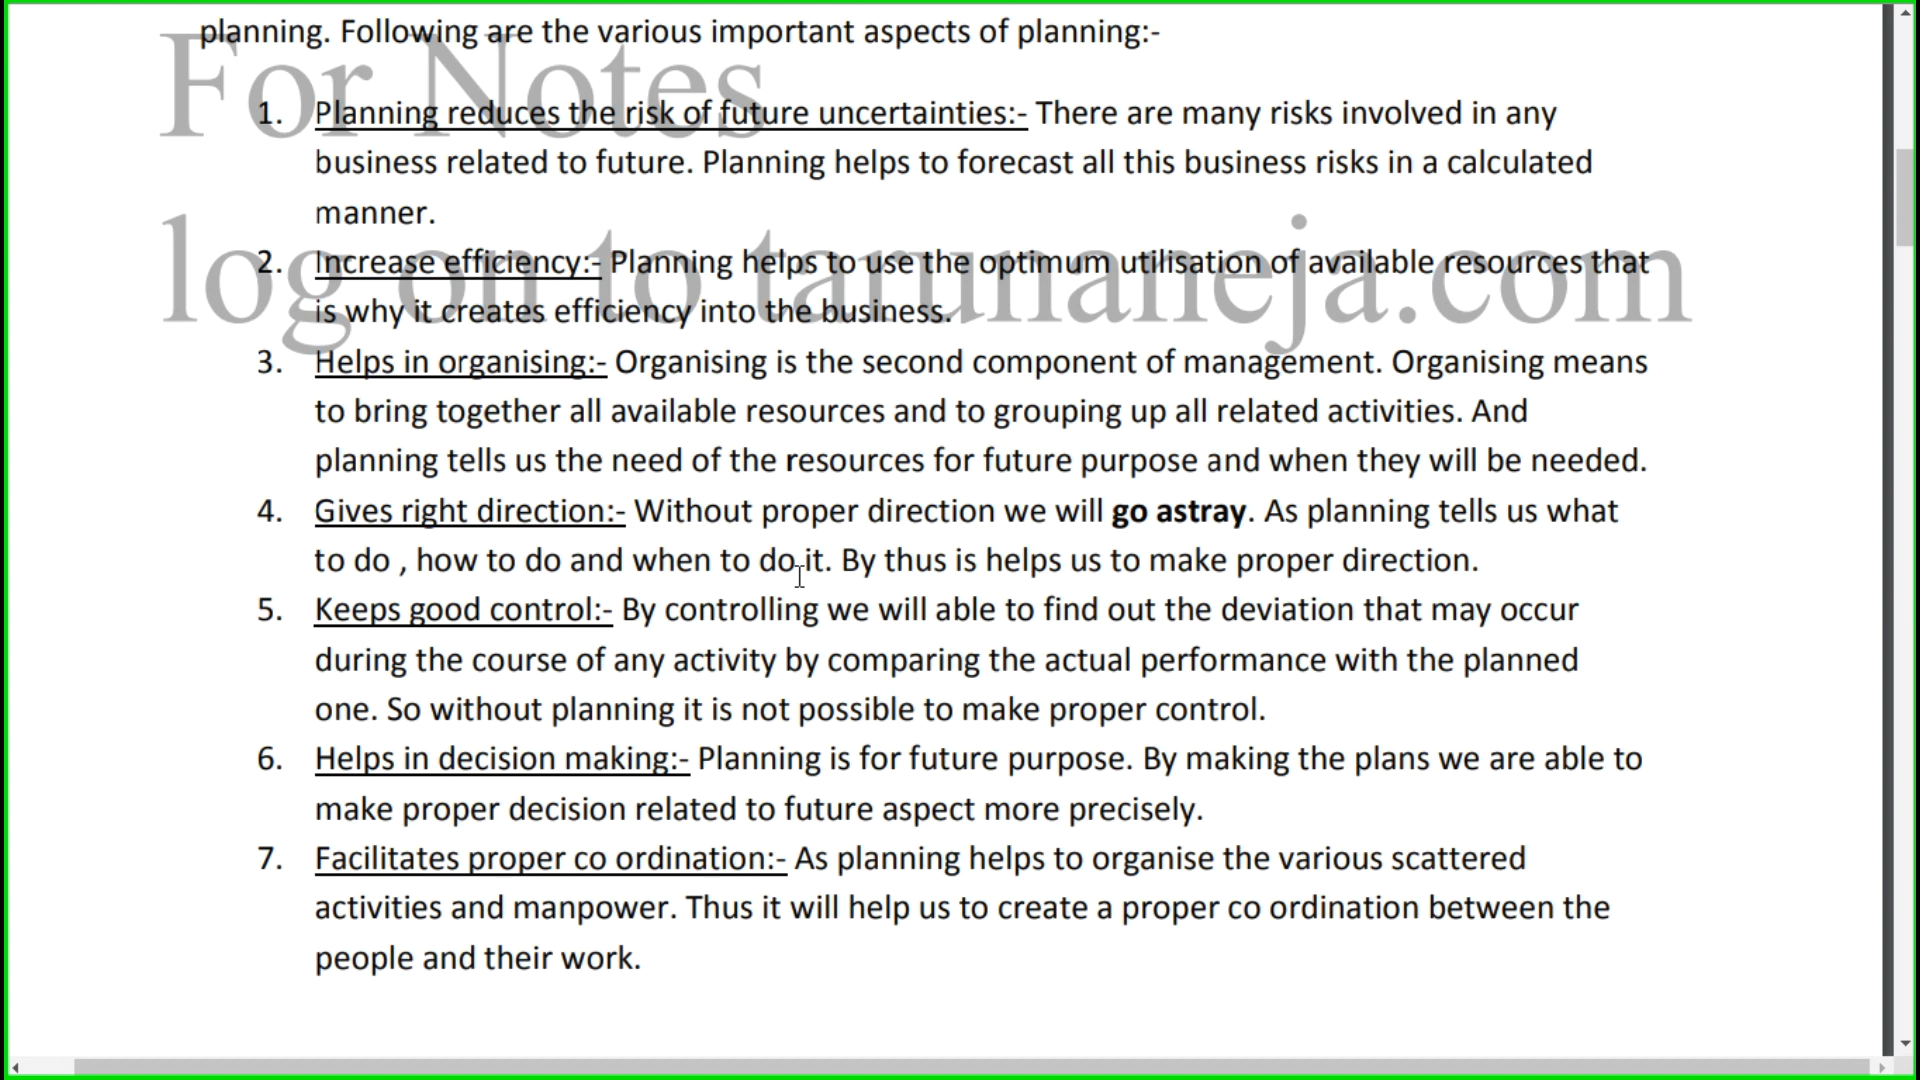 planning. Following are the various important aspects of planning:-
For Notes
1. Planning reduces the risk of future uncertainties:- There are many risks involved in any
business related to future. Planning helps to forecast all this business risks in a calculated
manner.
log on to tarunaneja.com
2. Increase efficiency:- Planning helps to use the optimum utilisation of available resources that
is why it creates efficiency into the business.
3. Helps in organising:- Organising is the second component of management. Organising means
to bring together all available resources and to grouping up all related activities. And
planning tells us the need of the resources for future purpose and when they will be needed.
4. Gives right direction:- Without proper direction we will go astray. As planning tells us what
to do , how to do and when to do it. By thus is helps us to make proper direction.
5. Keeps good control:- By controlling we will able to find out the deviation that may occur
during the course of any activity by comparing the actual performance with the planned
one. So without planning it is not possible to make proper control.
6. Helps in decision making:- Planning is for future purpose. By making the plans we are able to
make proper decision related to future aspect more precisely.
7. Facilitates proper co ordination:- As planning helps to organise the various scattered
activities and manpower. Thus it will help us to create a proper co ordination between the
people and their work.